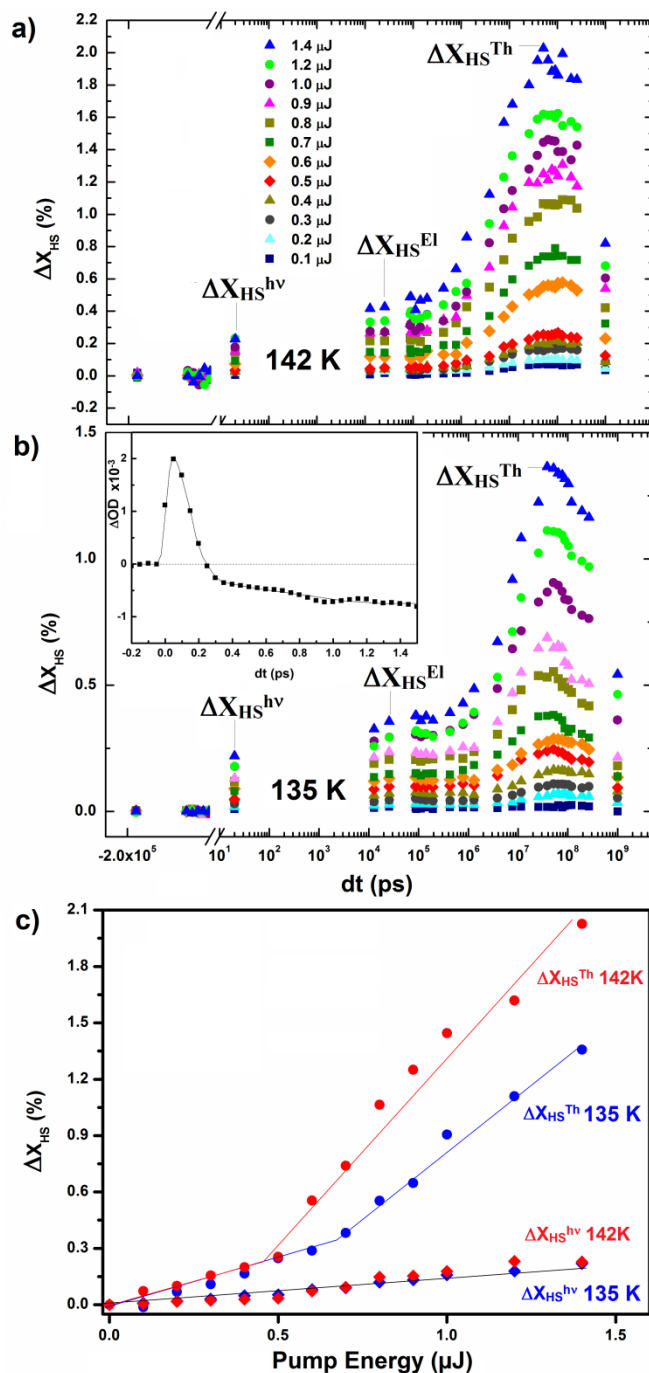 a)
ΔX_HS (%)
2.2
2.0
1.8
1.6
1.4
1.2
1.0
0.8
0.6
0.4
0.2
0.0
-0.2
1.4 µJ
1.2 µJ
1.0 µJ
0.9 µJ
0.8 µJ
0.7 µJ
0.6 µJ
0.5 µJ
0.4 µJ
0.3 µJ
0.2 µJ
0.1 µJ
ΔX_HS^Th
ΔX_HS^El
ΔX_HS^hν
142 K
b)
ΔX_HS (%)
1.5
1.0
0.5
0.0
ΔOD x10^-3
2
1
0
-1
-0.2 0.0 0.2 0.4 0.6 0.8 1.0 1.2 1.4
dt (ps)
ΔX_HS^Th
ΔX_HS^El
ΔX_HS^hν
135 K
-2.0x10^5 10^1 10^2 10^3 10^4 10^5 10^6 10^7 10^8 10^9
dt (ps)
c)
ΔX_HS (%)
2.1
1.8
1.5
1.2
0.9
0.6
0.3
0.0
ΔX_HS^Th 142K
ΔX_HS^Th 135 K
ΔX_HS^hν 142K
ΔX_HS^hν 135 K
0.0 0.5 1.0 1.5
Pump Energy (µJ)